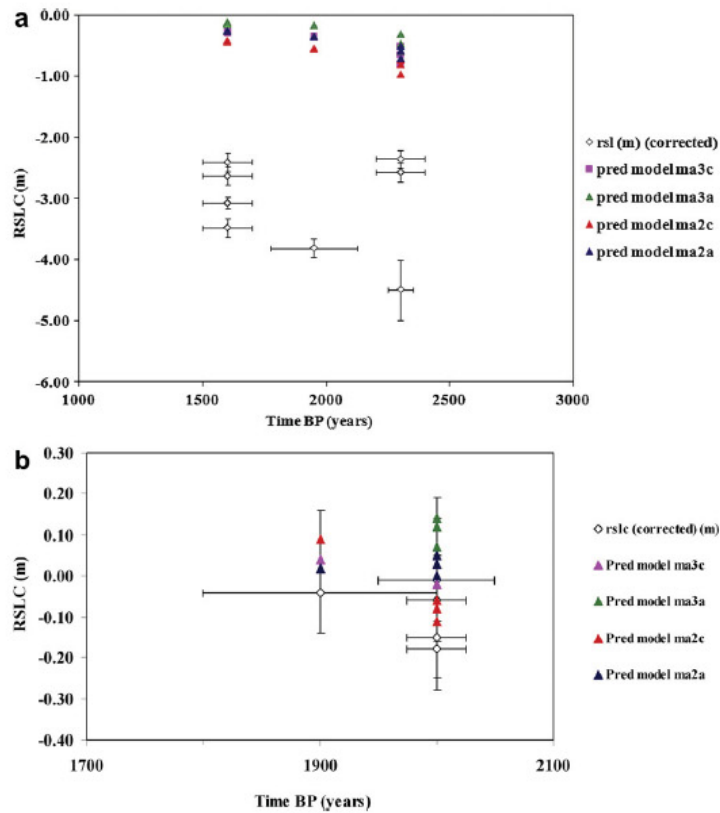 a
0.00
-1.00
-2.00
-3.00
-4.00
-5.00
-6.00
RSLC (m)
1000 1500 2000 2500 3000
Time BP (years)
rsl (m) (corrected)
pred model ma3c
pred model ma3a
pred model ma2c
pred model ma2a
b
0.30
0.20
0.10
0.00
-0.10
-0.20
-0.30
-0.40
RSLC (m)
1700 1900 2100
Time BP (years)
rslc (corrected) (m)
Pred model ma3c
Pred model ma3a
Pred model ma2c
Pred model ma2a